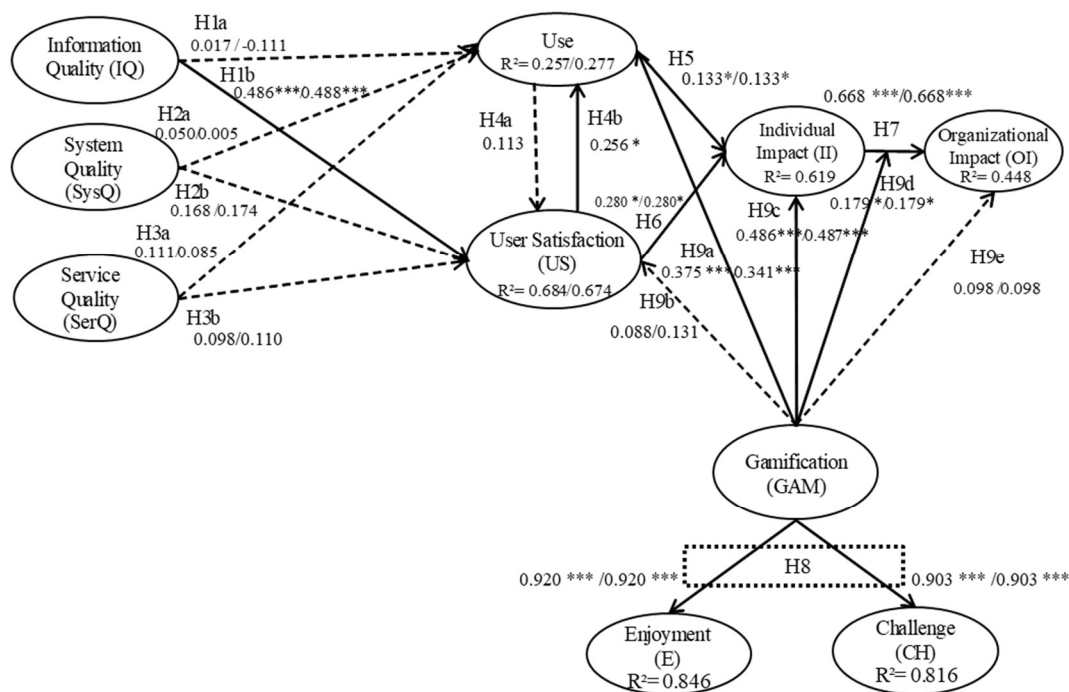 H1a
0.017 / -0.111
Information
Quality (IQ)
H1b
0.486***/0.488***
H2a
0.050/0.005
System
Quality
(SysQ)
H2b
0.168/0.174
H3a
0.111/0.085
Service
Quality
(SerQ)
H3b
0.098/0.110
Use
R²= 0.257/0.277
H4a
0.113
H4b
0.256 *
User Satisfaction
(US)
R²= 0.684/0.674
H5
0.133*/0.133*
0.280 */0.280*
H6
Individual
Impact (II)
R²= 0.619
0.668 ***/0.668***
H7
Organizational
Impact (OI)
R²= 0.448
H9d
0.179 */0.179*
H9c
0.486***/0.487***
H9a
0.375 ***/0.341***
H9b
0.088/0.131
H9e
0.098 /0.098
Gamification
(GAM)
H8
0.920 *** /0.920 ***
0.903 *** /0.903 ***
Enjoyment
(E)
R²= 0.846
Challenge
(CH)
R²= 0.816